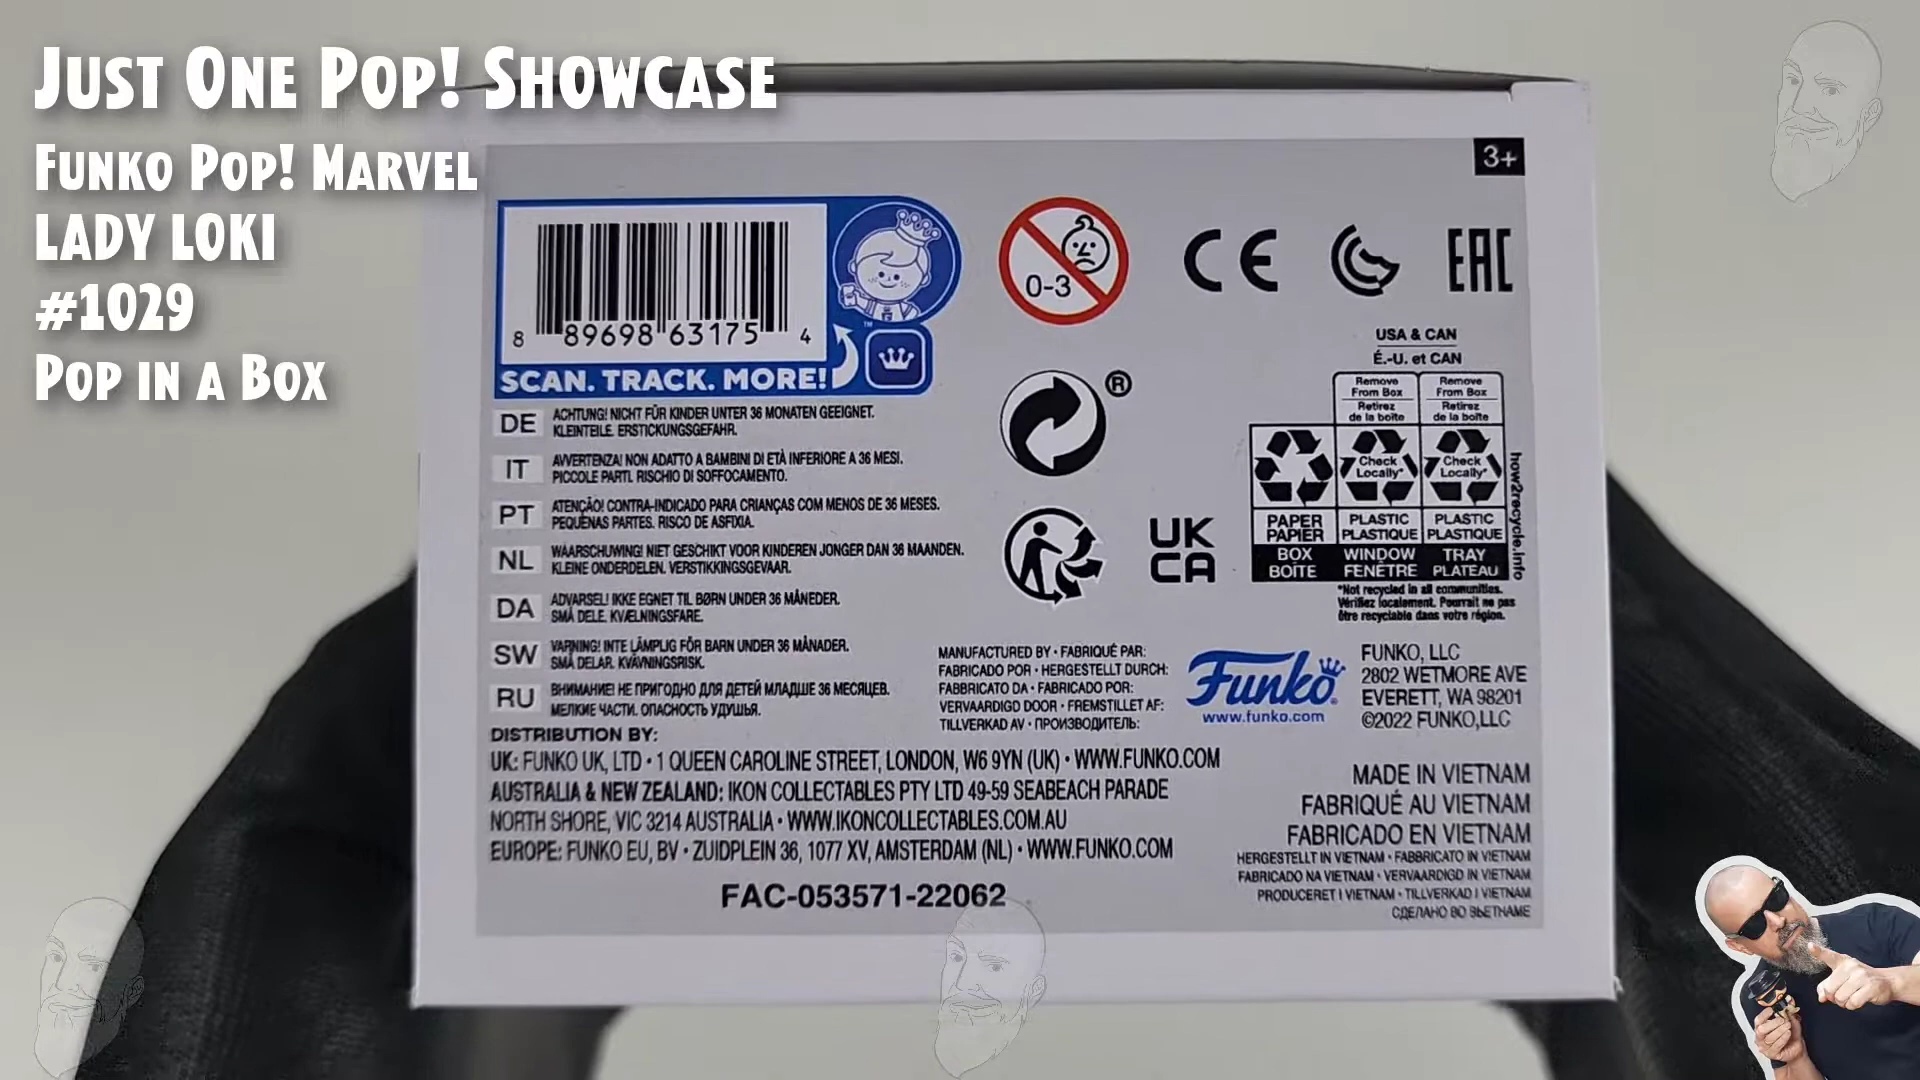 JUST ONE POP! SHOWCASE
FUNKO POP! MARVEL
LADY LOKI
#1029
POP IN A BOX
3+
8 89698 63175 4
SCAN. TRACK. MORE!
™
0-3
CE
EAC
®
USA & CAN
É.-U. et CAN
Remove From Box
Retirez de la boîte
Remove From Box
Retirez de la boîte
Check Locally*
Check Locally*
PAPER PAPIER
PLASTIC PLASTIQUE
PLASTIC PLASTIQUE
BOX BOÎTE
WINDOW FENÊTRE
TRAY PLATEAU
how2recycle.info
*Not recycled in all communities.
Vérifiez localement. Pourrait ne pas
être recyclable dans votre région.
UK
CA
DE ACHTUNG! NICHT FÜR KINDER UNTER 36 MONATEN GEEIGNET.
KLEINTEILE. ERSTICKUNGSGEFAHR.
IT AVVERTENZA! NON ADATTO A BAMBINI DI ETÀ INFERIORE A 36 MESI.
PICCOLE PARTI. RISCHIO DI SOFFOCAMENTO.
PT ATENÇÃO! CONTRA-INDICADO PARA CRIANÇAS COM MENOS DE 36 MESES.
PEQUENAS PARTES. RISCO DE ASFIXIA.
NL WAARSCHUWING! NIET GESCHIKT VOOR KINDEREN JONGER DAN 36 MAANDEN.
KLEINE ONDERDELEN. VERSTIKKINGSGEVAAR.
DA ADVARSEL! IKKE EGNET TIL BØRN UNDER 36 MÅNEDER.
SMÅ DELE. KVÆLNINGSFARE.
SW VARNING! INTE LÄMPLIG FÖR BARN UNDER 36 MÅNADER.
SMÅ DELAR. KVÄVNINGSRISK.
RU ВНИМАНИЕ! НЕ ПРИГОДНО ДЛЯ ДЕТЕЙ МЛАДШЕ 36 МЕСЯЦЕВ.
МЕЛКИЕ ЧАСТИ. ОПАСНОСТЬ УДУШЬЯ.
MANUFACTURED BY • FABRIQUÉ PAR:
FABRICADO POR • HERGESTELLT DURCH:
FABBRICATO DA • FABRICADO POR:
VERVAARDIGD DOOR • FREMSTILLET AF:
TILLVERKAD AV • ПРОИЗВОДИТЕЛЬ:
Funko®
www.funko.com
FUNKO, LLC
2802 WETMORE AVE
EVERETT, WA 98201
©2022 FUNKO,LLC
DISTRIBUTION BY:
UK: FUNKO UK, LTD • 1 QUEEN CAROLINE STREET, LONDON, W6 9YN (UK) • WWW.FUNKO.COM
AUSTRALIA & NEW ZEALAND: IKON COLLECTABLES PTY LTD 49-59 SEABEACH PARADE
NORTH SHORE, VIC 3214 AUSTRALIA • WWW.IKONCOLLECTABLES.COM.AU
EUROPE: FUNKO EU, BV • ZUIDPLEIN 36, 1077 XV, AMSTERDAM (NL) • WWW.FUNKO.COM
FAC-053571-22062
MADE IN VIETNAM
FABRIQUÉ AU VIETNAM
FABRICADO EN VIETNAM
HERGESTELLT IN VIETNAM • FABBRICATO IN VIETNAM
FABRICADO NA VIETNAM • VERVAARDIGD IN VIETNAM
PRODUCERET I VIETNAM • TILLVERKAD I VIETNAM
СДЕЛАНО ВО ВЬЕТНАМЕ